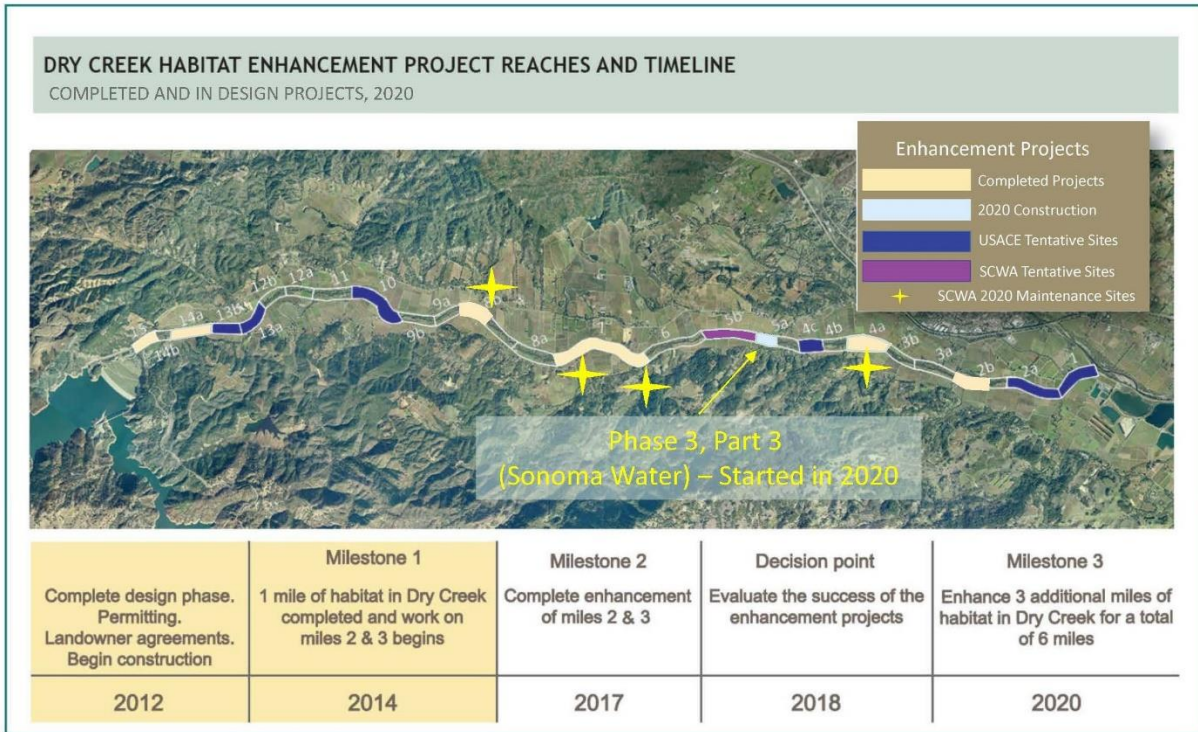 DRY CREEK HABITAT ENHANCEMENT PROJECT REACHES AND TIMELINE
COMPLETED AND IN DESIGN PROJECTS, 2020
Enhancement Projects
Completed Projects
2020 Construction
USACE Tentative Sites
SCWA Tentative Sites
SCWA 2020 Maintenance Sites
15
14b
14a
13b
13a
12b
12a
11
10
9b
9a
8a
7
6
5b
5a
4c
4b
4a
3b
3a
2b
2a
1
Phase 3, Part 3
(Sonoma Water) – Started in 2020
Complete design phase.
Permitting.
Landowner agreements.
Begin construction
2012
Milestone 1
1 mile of habitat in Dry Creek
completed and work on
miles 2 & 3 begins
2014
Milestone 2
Complete enhancement
of miles 2 & 3
2017
Decision point
Evaluate the success of the
enhancement projects
2018
Milestone 3
Enhance 3 additional miles of
habitat in Dry Creek for a total
of 6 miles
2020